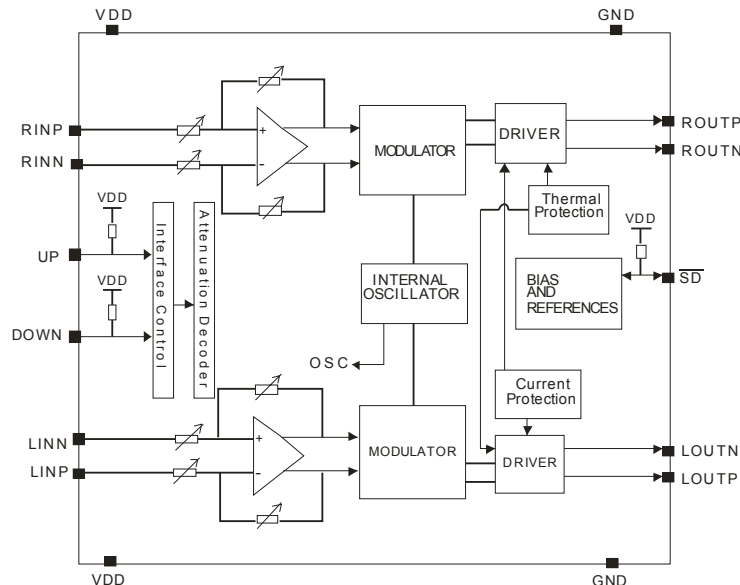 VDD
GND
RINP
RINN
+
-
MODULATOR
DRIVER
ROUTP
ROUTN
Thermal
Protection
VDD
UP
VDD
DOWN
Interface Control
Attenuation Decoder
INTERNAL
OSCILLATOR
OSC
BIAS
AND
REFERENCES
VDD
SD
Current
Protection
LINN
LINP
+
-
MODULATOR
DRIVER
LOUTN
LOUTP
VDD
GND